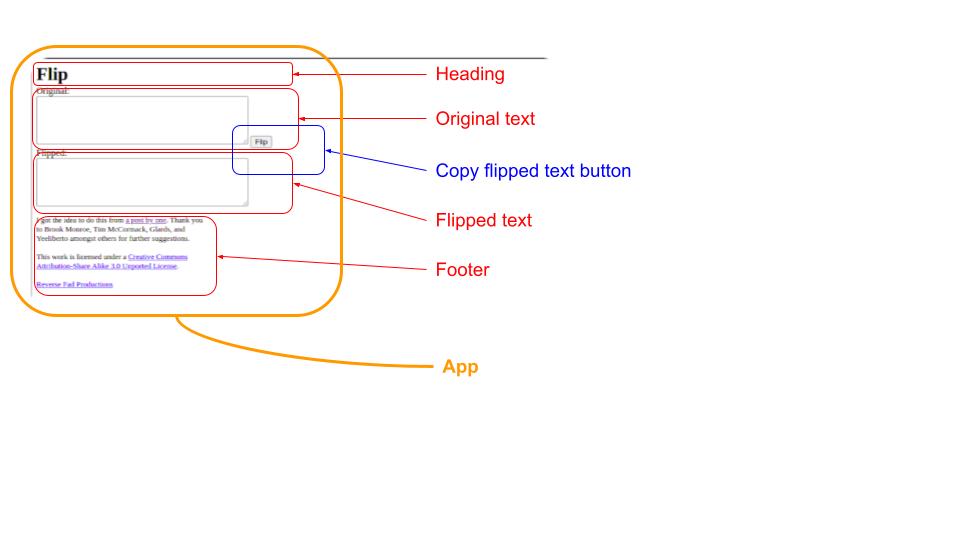 Flip
Heading
Original:
Original text
Flip
Flipped:
Copy flipped text button
Flipped text
I got the idea to do this from a post by one. Thank you
to Brook Monroe, Tim McCormack, Glards, and
Yeeliberto amongst others for further suggestions.
This work is licensed under a Creative Commons
Attribution-Share Alike 3.0 Unported License.
Footer
Reverse Fad Productions
App